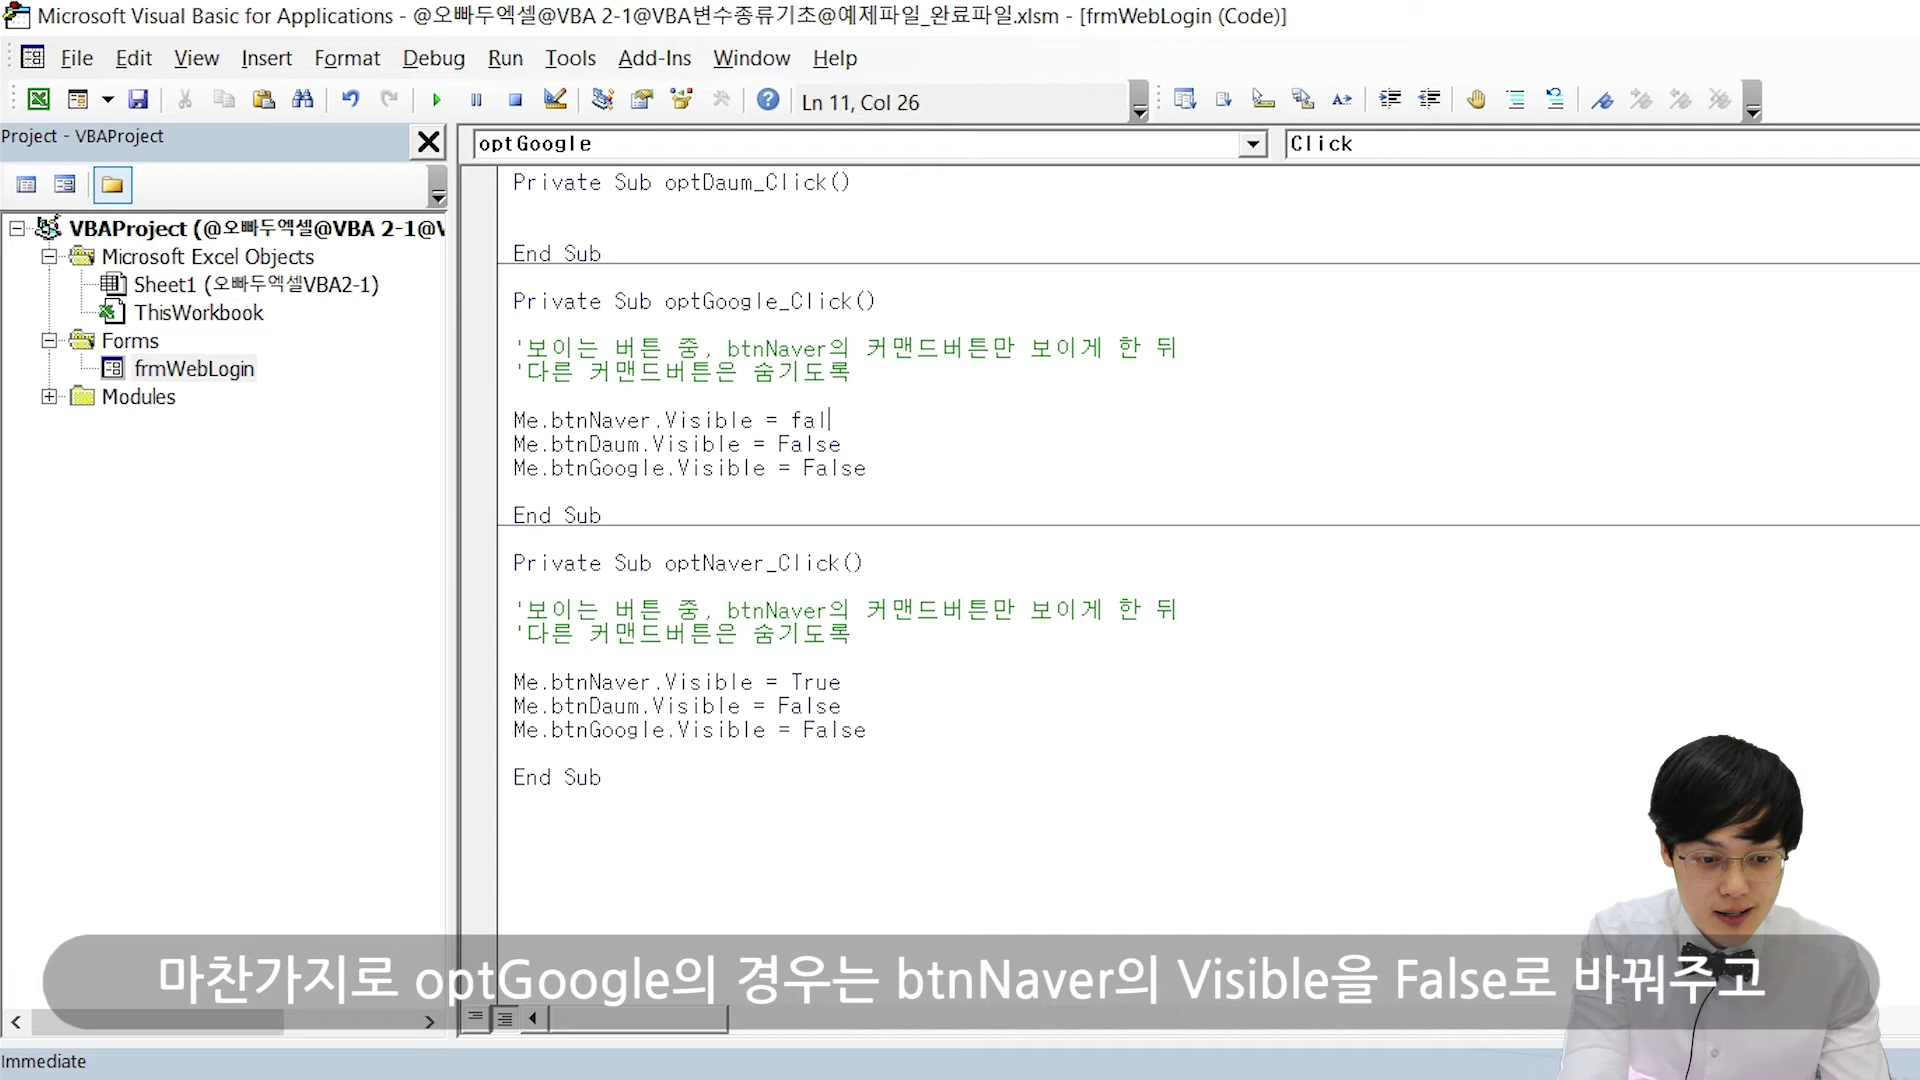 Microsoft Visual Basic for Applications - @오빠두엑셀@VBA 2-1@VBA변수종류기초@예제파일_완료파일.xlsm - [frmWebLogin (Code)]
File Edit View Insert Format Debug Run Tools Add-Ins Window Help
Ln 11, Col 26
Project - VBAProject
optGoogle
Click
VBAProject (@오빠두엑셀@VBA 2-1@V
Microsoft Excel Objects
Sheet1 (오빠두엑셀VBA2-1)
ThisWorkbook
Forms
frmWebLogin
Modules
Private Sub optDaum_Click()
End Sub
Private Sub optGoogle_Click()
'보이는 버튼 중, btnNaver의 커맨드버튼만 보이게 한 뒤
'다른 커맨드버튼은 숨기도록
Me.btnNaver.Visible = fal
Me.btnDaum.Visible = False
Me.btnGoogle.Visible = False
End Sub
Private Sub optNaver_Click()
'보이는 버튼 중, btnNaver의 커맨드버튼만 보이게 한 뒤
'다른 커맨드버튼은 숨기도록
Me.btnNaver.Visible = True
Me.btnDaum.Visible = False
Me.btnGoogle.Visible = False
End Sub
마찬가지로 optGoogle의 경우는 btnNaver의 Visible을 False로 바꿔주고
Immediate